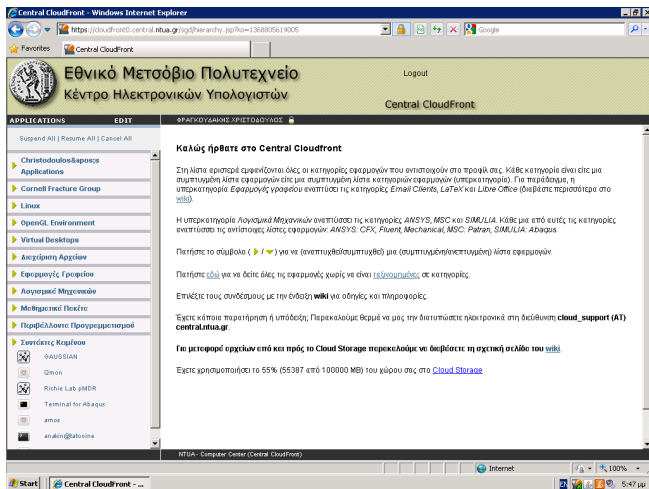 Central CloudFront - Windows Internet Explorer
https://cloudfront0.central.ntua.gr/sgd/hierarchy.jsp?ko=1368805619005
Google
Favorites
Central CloudFront
Εθνικό Μετσόβιο Πολυτεχνείο
Κέντρο Ηλεκτρονικών Υπολογιστών
Logout
Central CloudFront
APPLICATIONS EDIT
ΦΡΑΓΚΟΥΔΑΚΗΣ ΧΡΙΣΤΟΔΟΥΛΟΣ
Suspend All | Resume All | Cancel All
Christodoulos&apos;s
Applications
Cornell Fracture Group
Linux
OpenGL Environment
Virtual Desktops
Διαχείριση Αρχείων
Εφαρμογές Γραφείου
Λογισμικά Μηχανικών
Μαθηματικά Πακέτα
Περιβάλλοντα Προγραμματισμού
Συντάκτες Κειμένου
GAUSSIAN
Qmon
Richie Lab pMDR
Terminal for Abaqus
amos
anakin@tatooine
Καλώς ήρθατε στο Central Cloudfront
Στη λίστα αριστερά εμφανίζονται όλες οι κατηγορίες εφαρμογών που αντιστοιχούν στο προφίλ σας. Κάθε κατηγορία είναι είτε μια
συμπτυγμένη λίστα εφαρμογών είτε μια συμπτυγμένη λίστα κατηγοριών εφαρμογών (υπερκατηγορία). Για παράδειγμα, η
υπερκατηγορία Εφαρμογές γραφείου αναπτύσσει τις κατηγορίες Email Clients, LaTeX και Libre Office (διαβάστε περισσότερα στο
wiki).
Η υπερκατηγορία Λογισμικά Μηχανικών αναπτύσσει τις κατηγορίες ANSYS, MSC και SIMULIA. Κάθε μια από αυτές τις κατηγορίες
αναπτύσσει τις αντίστοιχες λίστες εφαρμογών: ANSYS: CFX, Fluent, Mechanical, MSC: Patran, SIMULIA: Abaqus.
Πατήστε το σύμβολο ( / ) για να (αναπτυχθεί/συμπτυχθεί) μια (συμπτυγμένη/ανεπτυγμένη) λίστα εφαρμογών.
Πατήστε εδώ για να δείτε όλες τις εφαρμογές χωρίς να είναι ταξινομημένες σε κατηγορίες.
Επιλέξτε τους συνδέσμους με την ένδειξη wiki για οδηγίες και πληροφορίες.
Έχετε κάποια παρατήρηση ή υπόδειξη; Παρακαλούμε θερμά να μας την διατυπώσετε ηλεκτρονικά στη διεύθυνση cloud_support (AT)
central.ntua.gr.
Για μεταφορά αρχείων από και πρός το Cloud Storage παρακαλούμε να διαβάσετε τη σχετική σελίδα του wiki.
Έχετε χρησιμοποιήσει το 55% (55387 από 100000 MB) του χώρου σας στο Cloud Storage
NTUA - Computer Center (Central CloudFront)
Internet
100%
Start
Central CloudFront - ...
EN
5:47 μμ